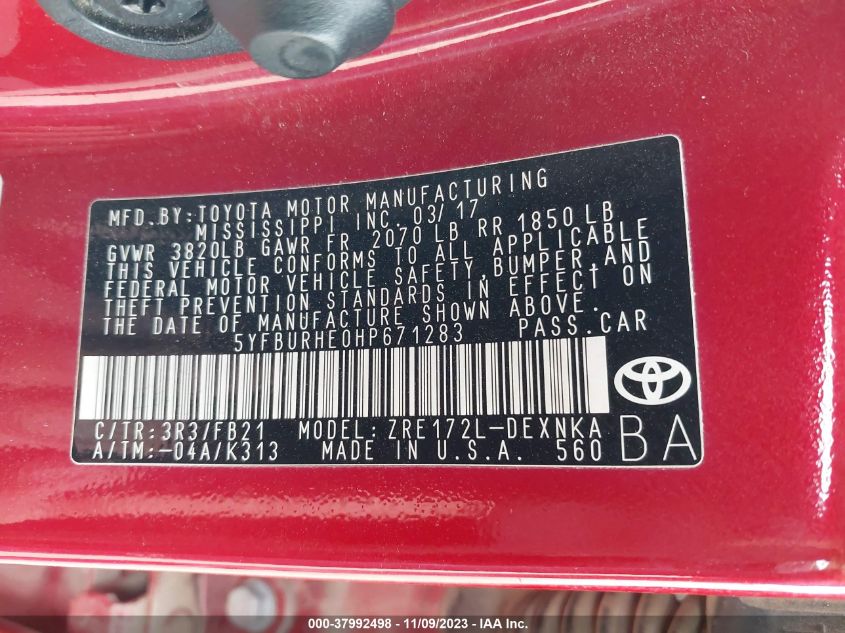 MFD.BY:TOYOTA MOTOR MANUFACTURING
MISSISSIPPI INC. 03/17
GVWR 3820LB GAWR FR 2070 LB RR 1850 LB
THIS VEHICLE CONFORMS TO ALL APPLICABLE
FEDERAL MOTOR VEHICLE SAFETY,BUMPER,AND
THEFT PREVENTION STANDARDS IN EFFECT ON
THE DATE OF MANUFACTURE SHOWN ABOVE.
5YFBURHE0HP671283 PASS.CAR
C/TR:3R3/FB21 MODEL:ZRE172L-DEXNKA
A/TM:-04A/K313 MADE IN U.S.A. 560
BA
000-37992498 - 11/09/2023 - IAA Inc.